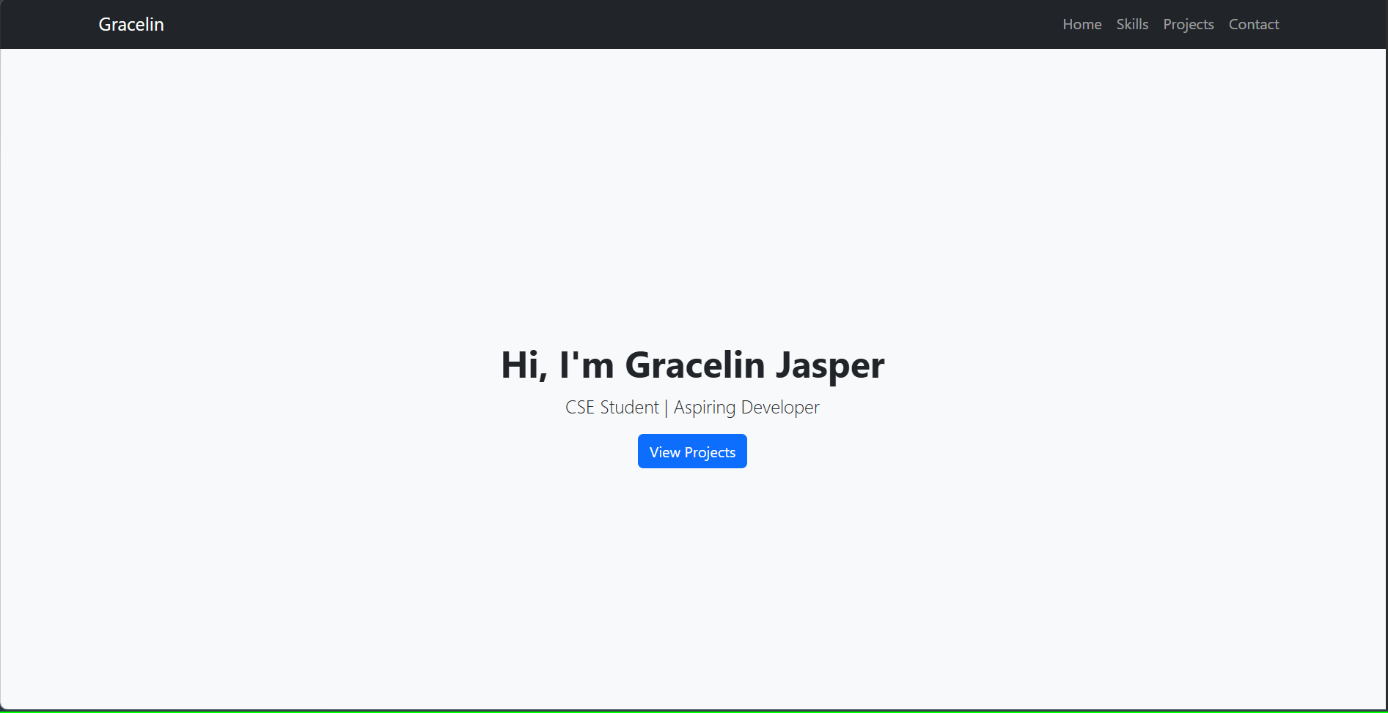 Gracelin
Home Skills Projects Contact
Hi, I'm Gracelin Jasper
CSE Student | Aspiring Developer
View Projects